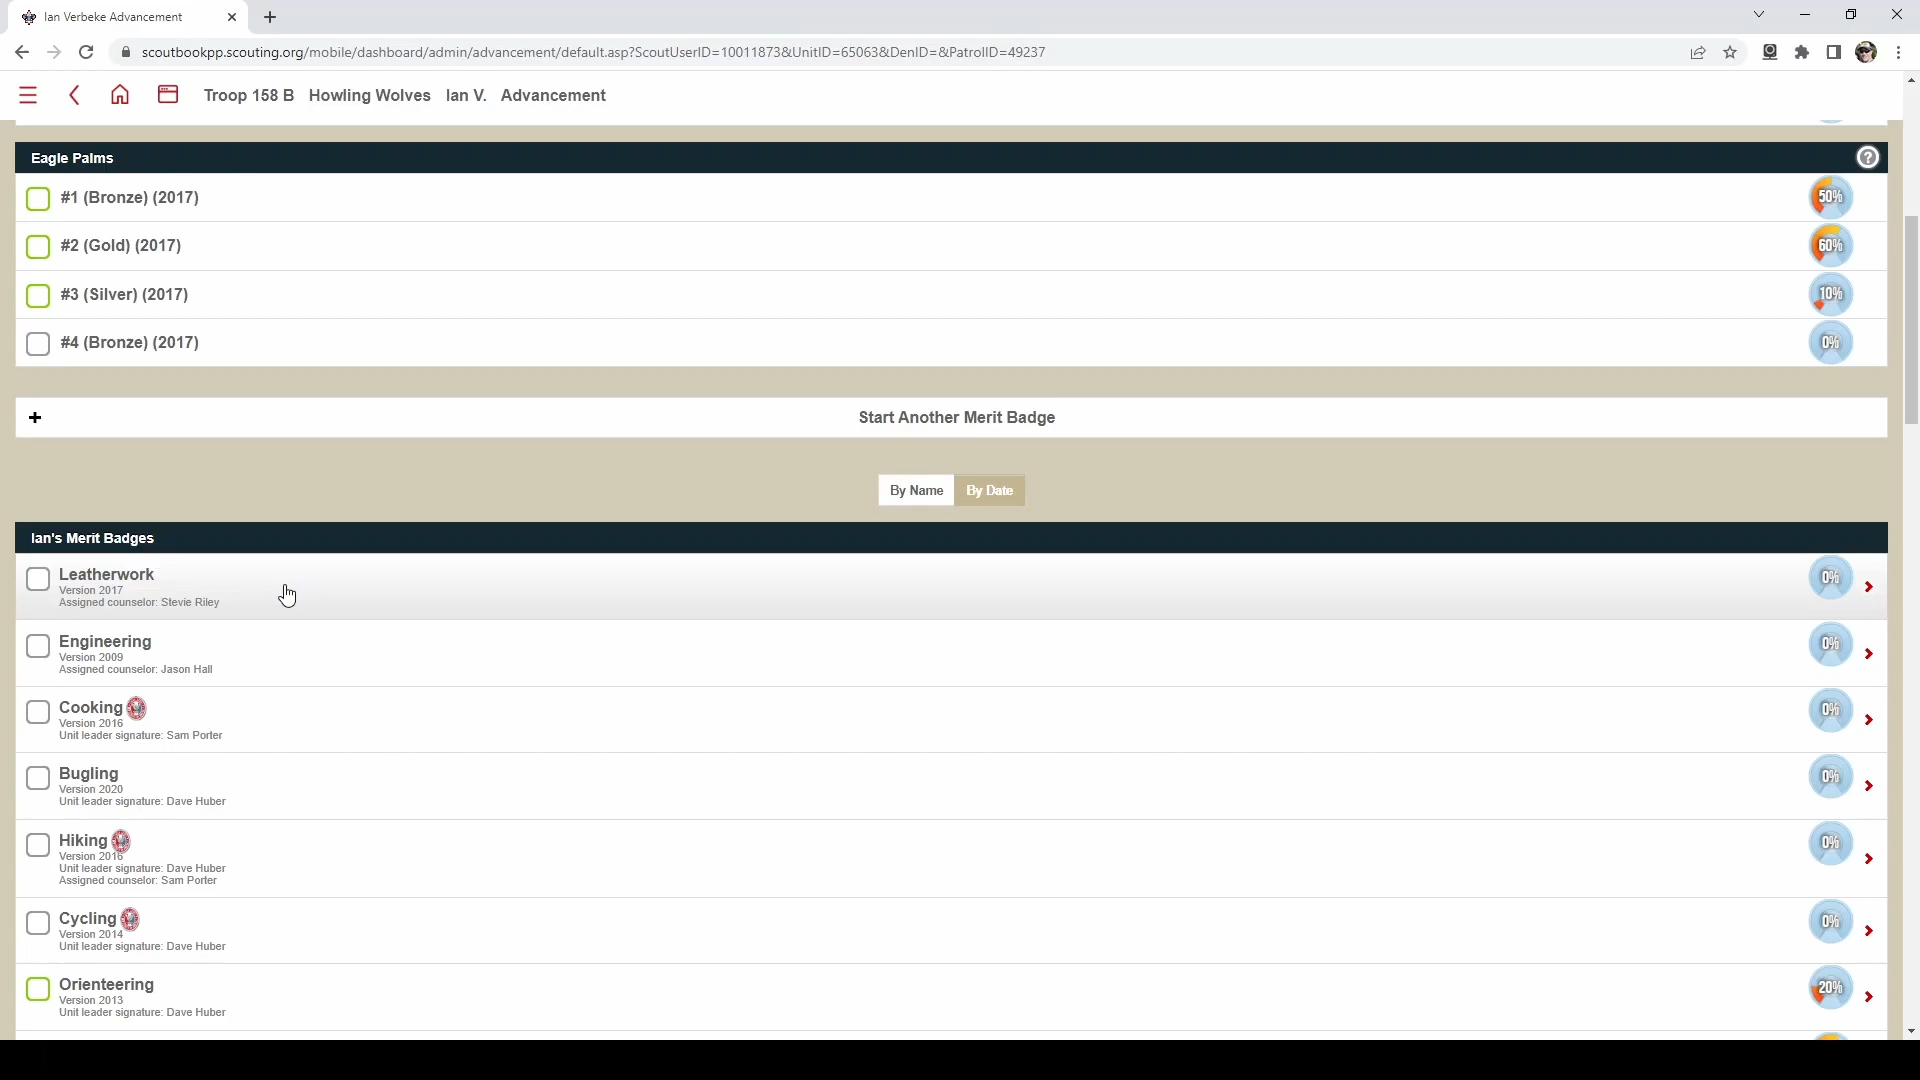 Ian Verbeke Advancement
scoutbookpp.scouting.org/mobile/dashboard/admin/advancement/default.asp?ScoutUserID=10011873&UnitID=65063&DenID=&PatrolID=49237
Troop 158 B Howling Wolves Ian V. Advancement
Eagle Palms
?
#1 (Bronze) (2017)
50%
#2 (Gold) (2017)
60%
#3 (Silver) (2017)
10%
#4 (Bronze) (2017)
0%
+ Start Another Merit Badge
By Name By Date
Ian's Merit Badges
Leatherwork
0%
Version 2017
Assigned counselor: Stevie Riley
Engineering
0%
Version 2009
Assigned counselor: Jason Hall
Cooking
0%
Version 2016
Unit leader signature: Sam Porter
Bugling
0%
Version 2020
Unit leader signature: Dave Huber
Hiking
0%
Version 2016
Unit leader signature: Dave Huber
Assigned counselor: Sam Porter
Cycling
0%
Version 2014
Unit leader signature: Dave Huber
Orienteering
20%
Version 2013
Unit leader signature: Dave Huber